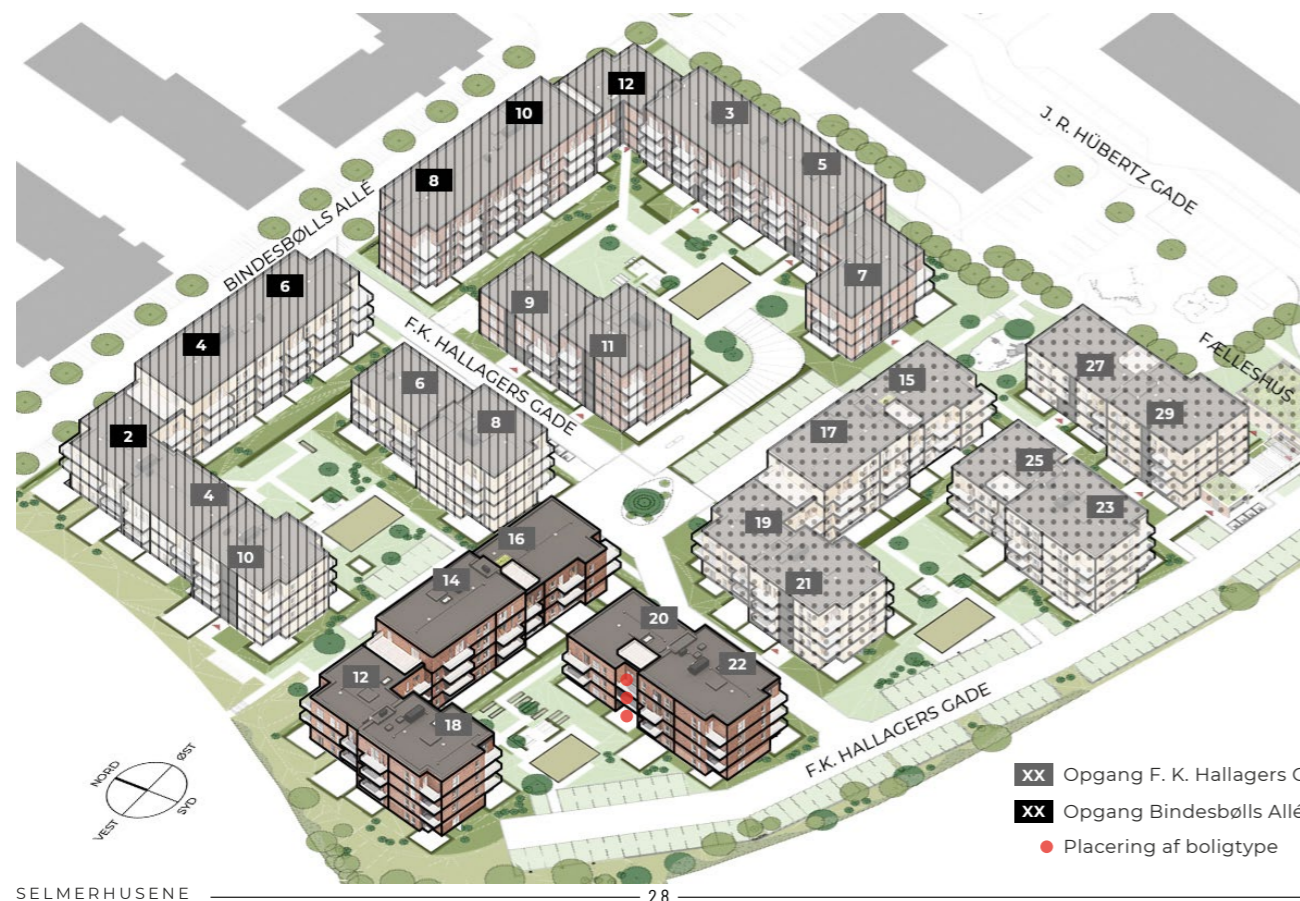 12
10
3
J. R. HÜBERTZ GADE
5
8
BINDESBØLLS ALLÉ
6
7
9
4
F.K. HALLAGERS GADE
11
FÆLLESHUS
27
15
6
29
8
17
2
25
4
23
19
10
16
21
14
20
22
12
18
F.K. HALLAGERS GADE
NORD
ØST
VEST
SYD
XX Opgang F. K. Hallagers
XX Opgang Bindesbølls Allé
Placering af boligtype
SELMERHUSENE
28